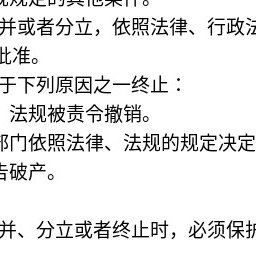 规规定的其他条件。
并或者分立，依照法律、行政法
批准。
于下列原因之一终止：
、法规被责令撤销。
部门依照法律、法规的规定决定
告破产。
并、分立或者终止时，必须保护